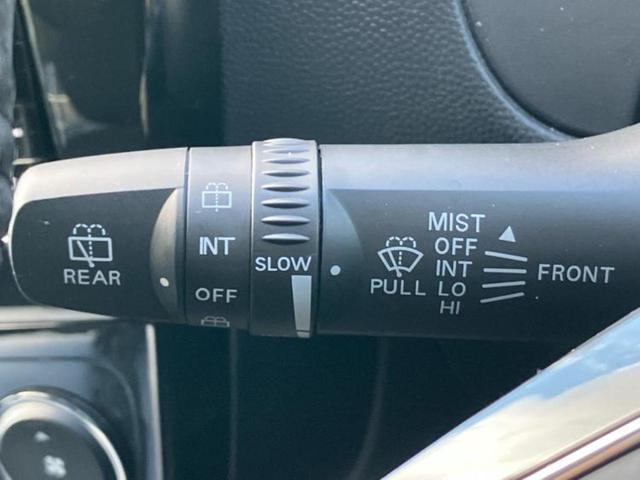 REAR
INT
OFF
SLOW
PULL
MIST
OFF
INT
LO
HI
FRONT